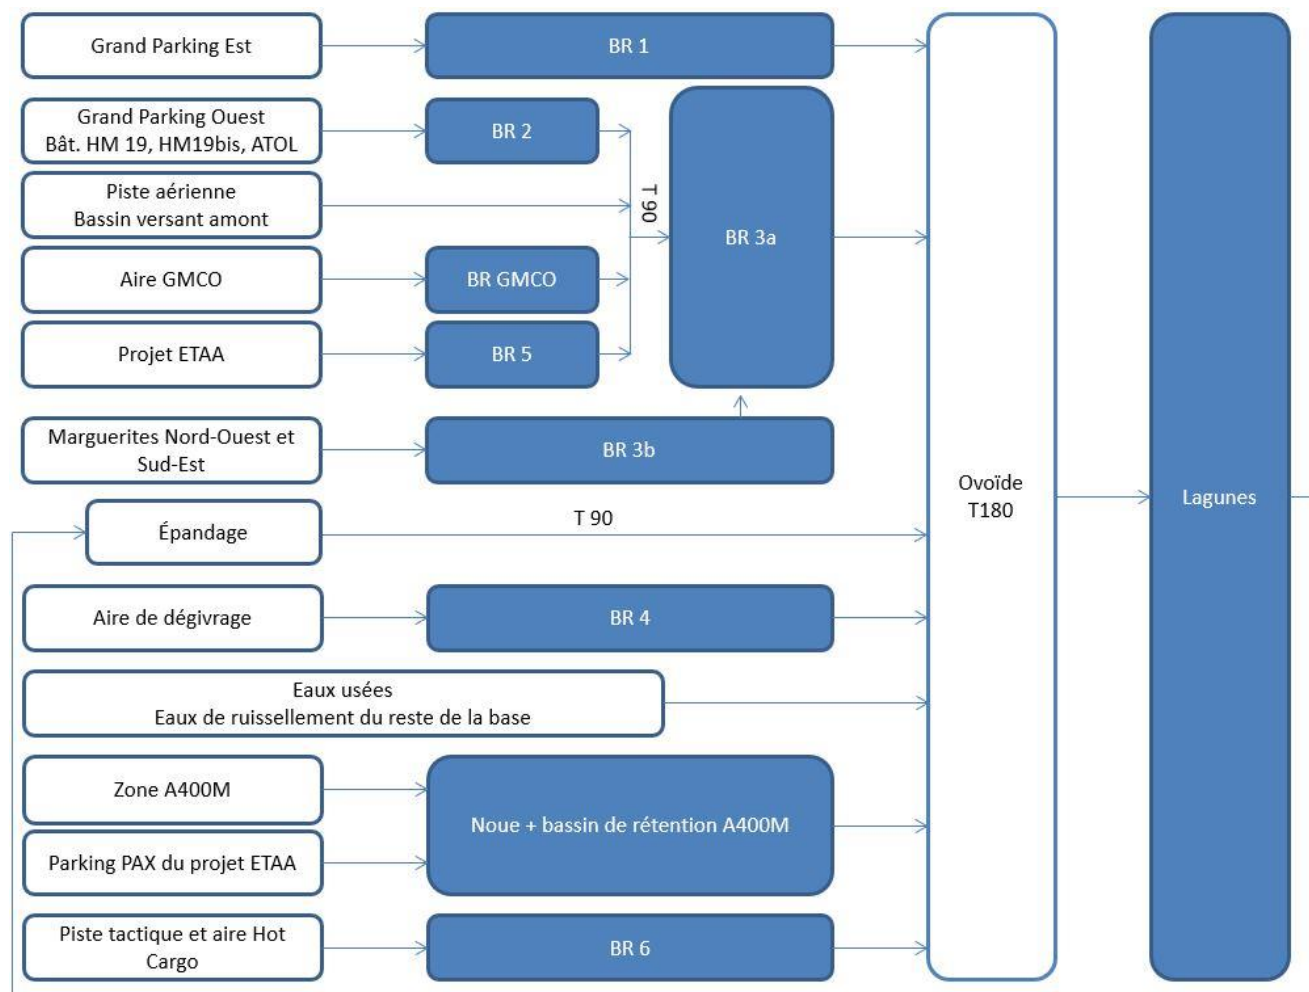 Grand Parking Est
BR 1
Grand Parking Ouest
Bât. HM 19, HM19bis, ATOL
BR 2
Piste aérienne
Bassin versant amont
T 90
BR 3a
Aire GMCO
BR GMCO
Projet ETAA
BR 5
Marguerites Nord-Ouest et
Sud-Est
BR 3b
Épandage
T 90
Ovoïde
T180
Lagunes
Aire de dégivrage
BR 4
Eaux usées
Eaux de ruissellement du reste de la base
Zone A400M
Noue + bassin de rétention A400M
Parking PAX du projet ETAA
Piste tactique et aire Hot
Cargo
BR 6